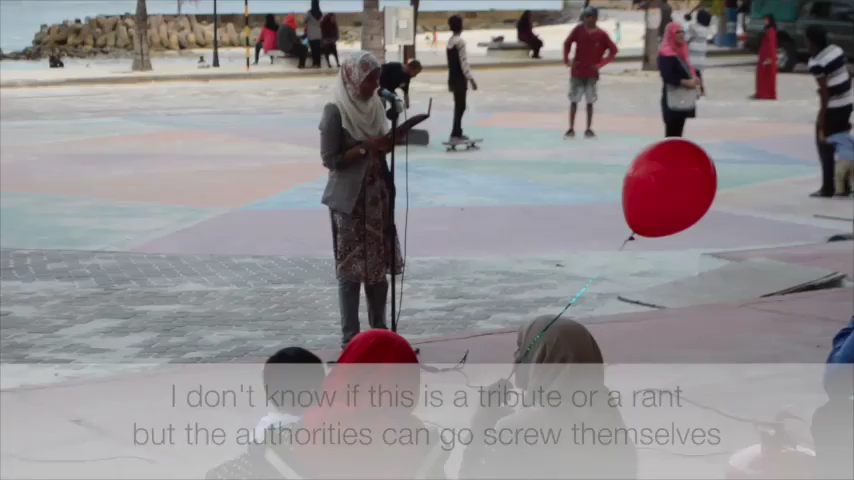 I don't know if this is a tribute or a rant
but the authorities can go screw themselves